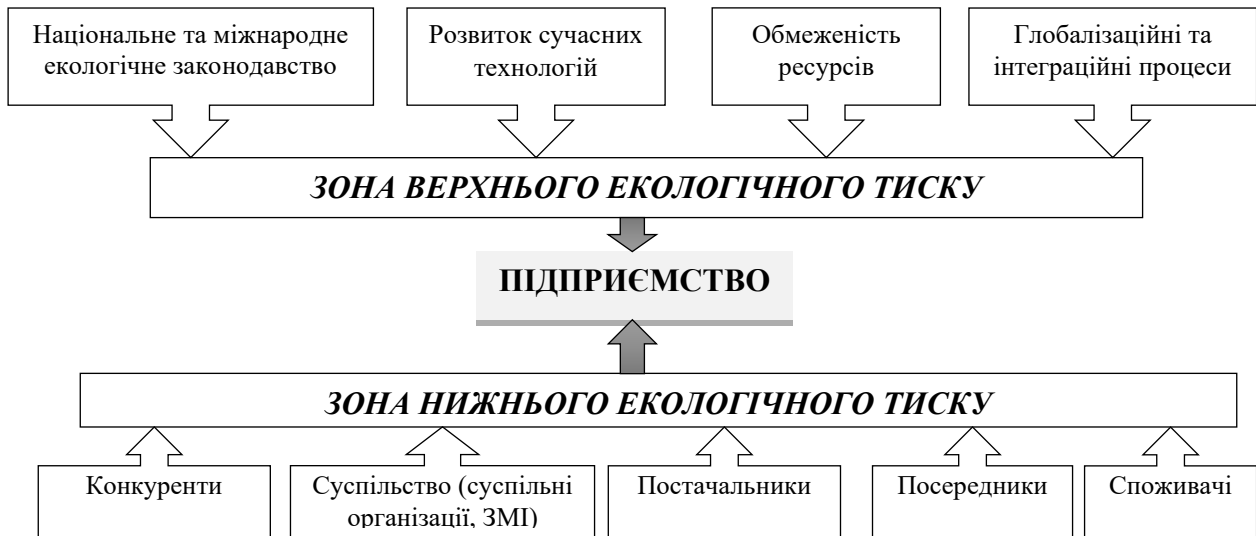 Національне та міжнародне
екологічне законодавство
Розвиток сучасних
технологій
Обмеженість
ресурсів
Глобалізаційні та
інтеграційні процеси
ЗОНА ВЕРХНЬОГО ЕКОЛОГІЧНОГО ТИСКУ
ПІДПРИЄМСТВО
ЗОНА НИЖНЬОГО ЕКОЛОГІЧНОГО ТИСКУ
Конкуренти
Суспільство (суспільні
організації, ЗМІ)
Постачальники
Посередники
Споживачі